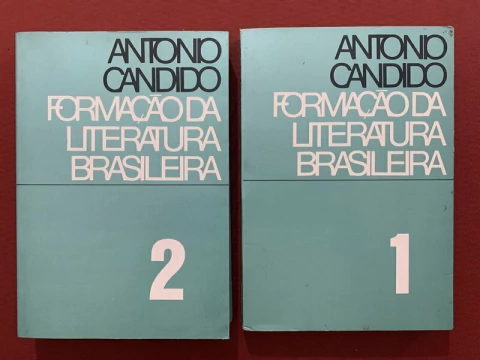 ANTONIO
CANDIDO
FORMAÇÃO DA
LITERATURA
BRASILEIRA
2
ANTONIO
CANDIDO
FORMAÇÃO DA
LITERATURA
BRASILEIRA
1